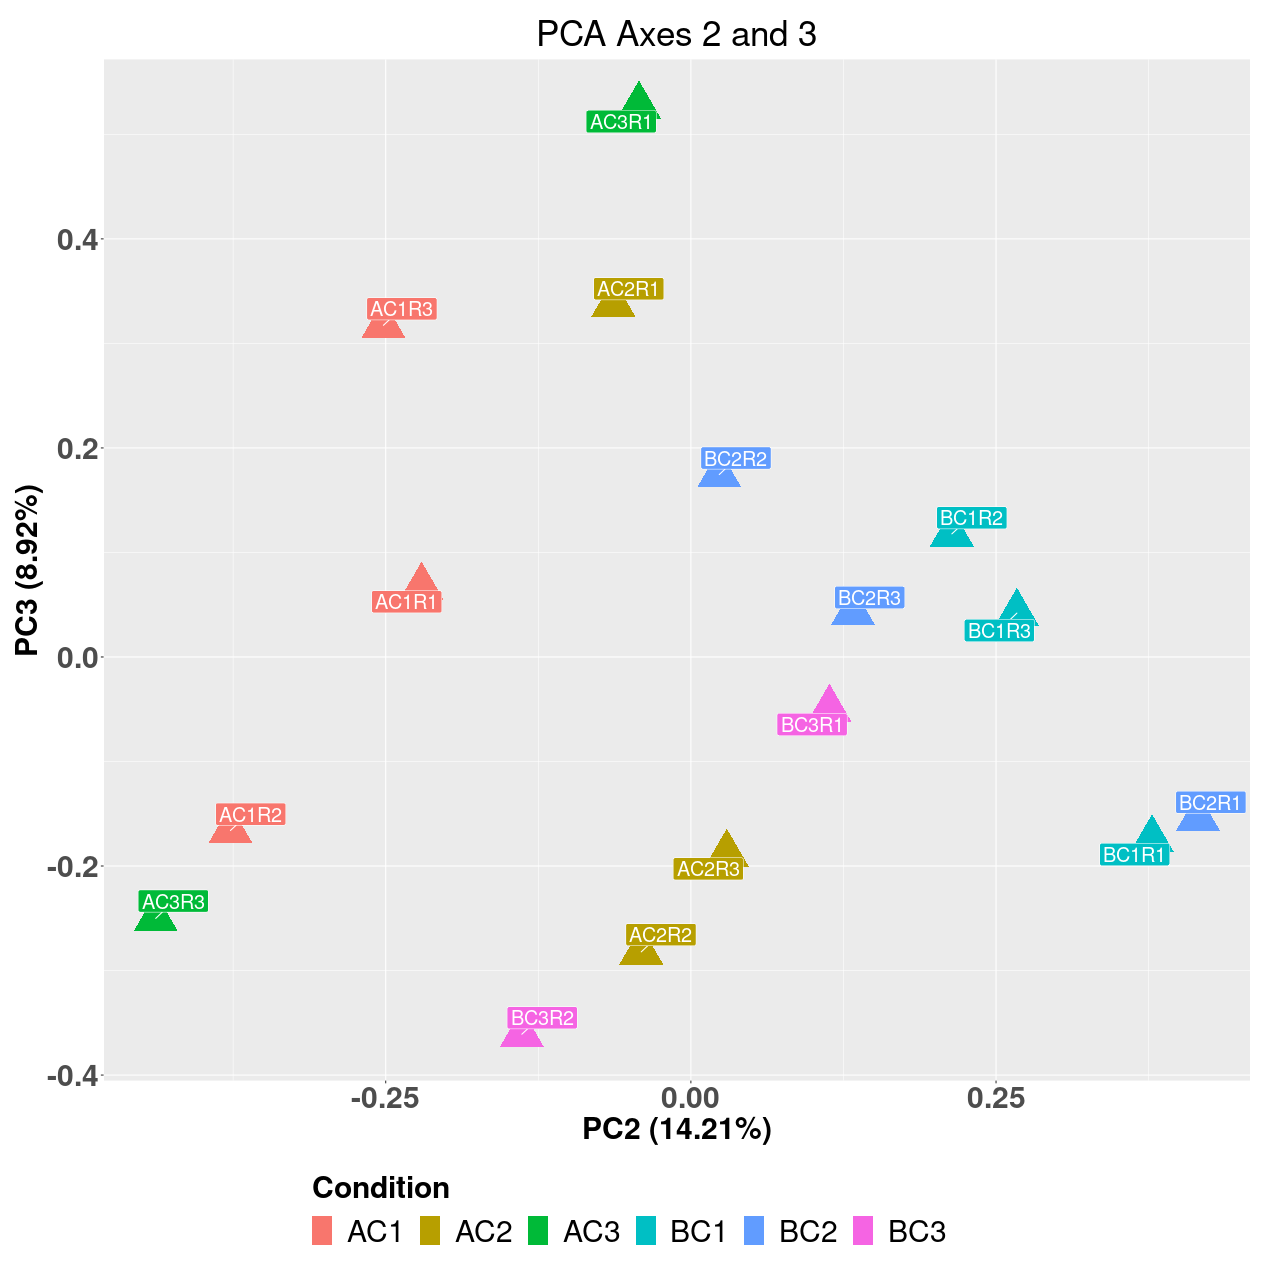 PCA Axes 2 and 3
AC3R1
0.4
AC2R1
AC1R3
0.2
BC2R2
BC1R2
BC2R3
AC1R1
BC1R3
PC3 (8.92%)
0.0
BC3R1
BC2R1
AC1R2
BC1R1
-0.2
AC2R3
AC3R3
AC2R2
BC3R2
-0.4
-0.25 0.00 0.25
PC2 (14.21%)
Condition
AC1 AC2 AC3 BC1 BC2 BC3